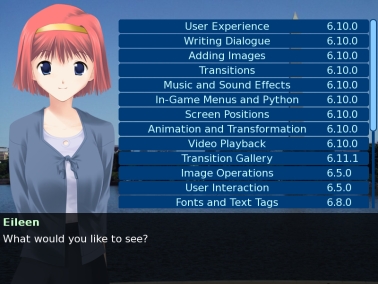 User Experience 6.10.0
Writing Dialogue 6.10.0
Adding Images 6.10.0
Transitions 6.10.0
Music and Sound Effects 6.10.0
In-Game Menus and Python 6.10.0
Screen Positions 6.10.0
Animation and Transformation 6.10.0
Video Playback 6.10.0
Transition Gallery 6.11.1
Image Operations 6.5.0
User Interaction 6.5.0
Fonts and Text Tags 6.8.0
Eileen
What would you like to see?